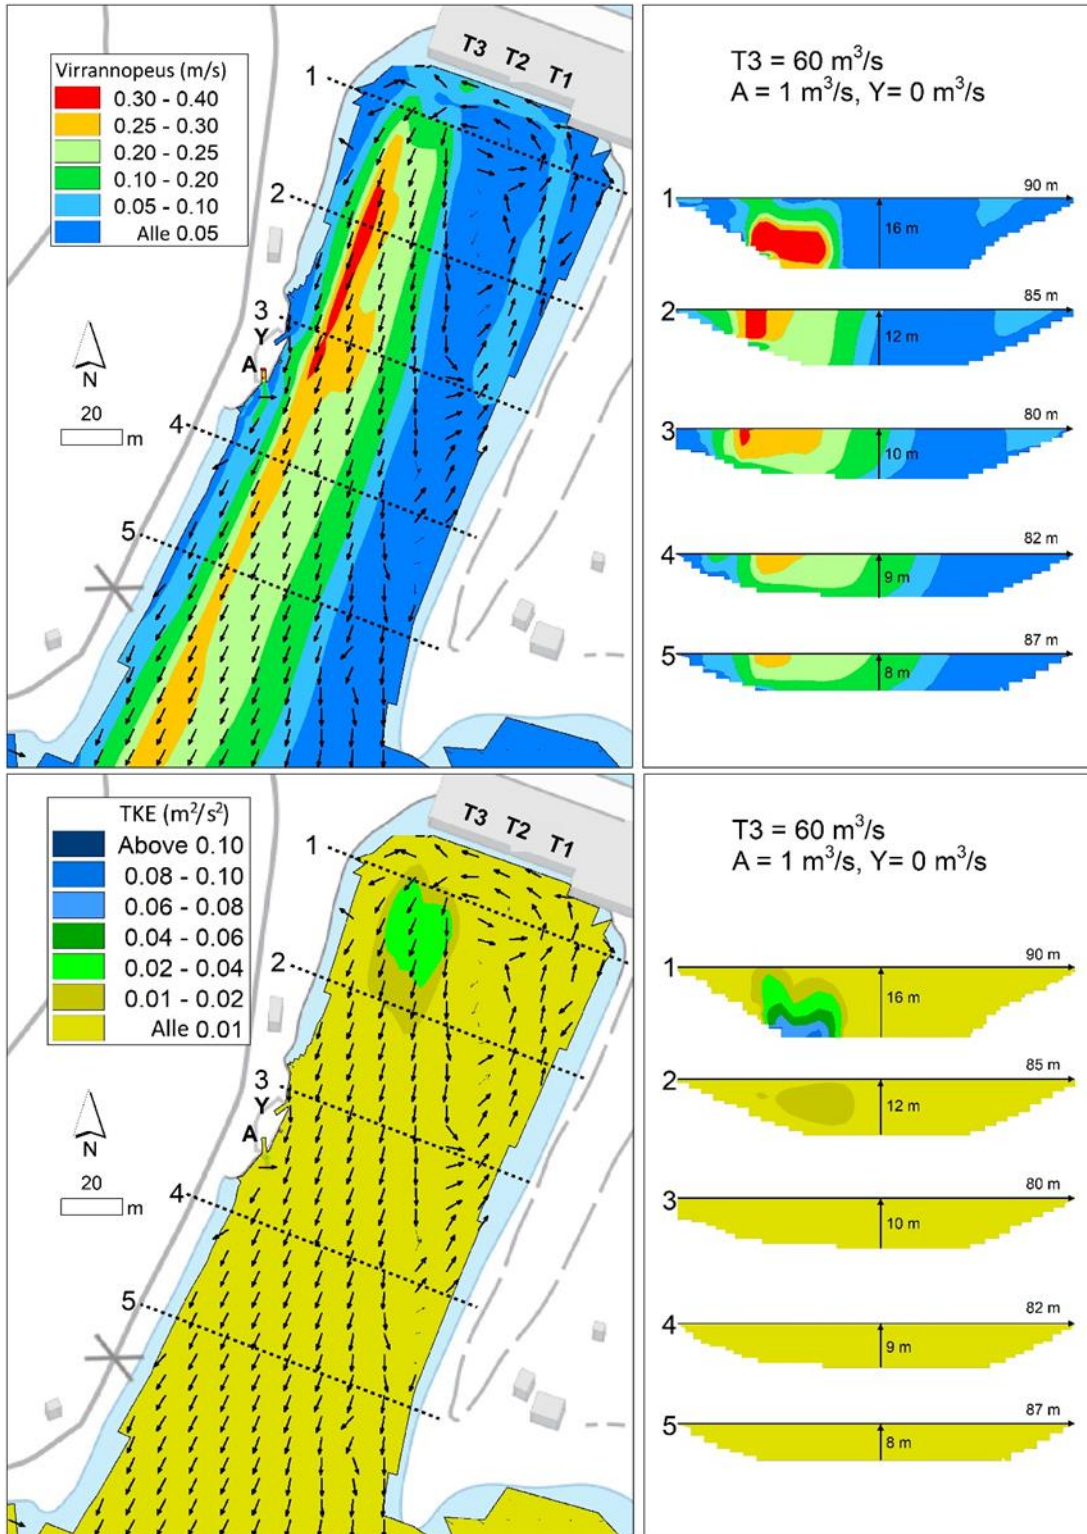 Virrannopeus (m/s)
0.30 - 0.40
0.25 - 0.30
0.20 - 0.25
0.10 - 0.20
0.05 - 0.10
Alle 0.05
T3 T2 T1
1
2
3
Y
A
4
5
N
20
m
T3 = 60 m³/s
A = 1 m³/s, Y= 0 m³/s
1 90 m
16 m
2 85 m
12 m
3 80 m
10 m
4 82 m
9 m
5 87 m
8 m
TKE (m²/s²)
Above 0.10
0.08 - 0.10
0.06 - 0.08
0.04 - 0.06
0.02 - 0.04
0.01 - 0.02
Alle 0.01
T3 T2 T1
1
2
3
Y
A
4
5
N
20
m
T3 = 60 m³/s
A = 1 m³/s, Y= 0 m³/s
1 90 m
16 m
2 85 m
12 m
3 80 m
10 m
4 82 m
9 m
5 87 m
8 m